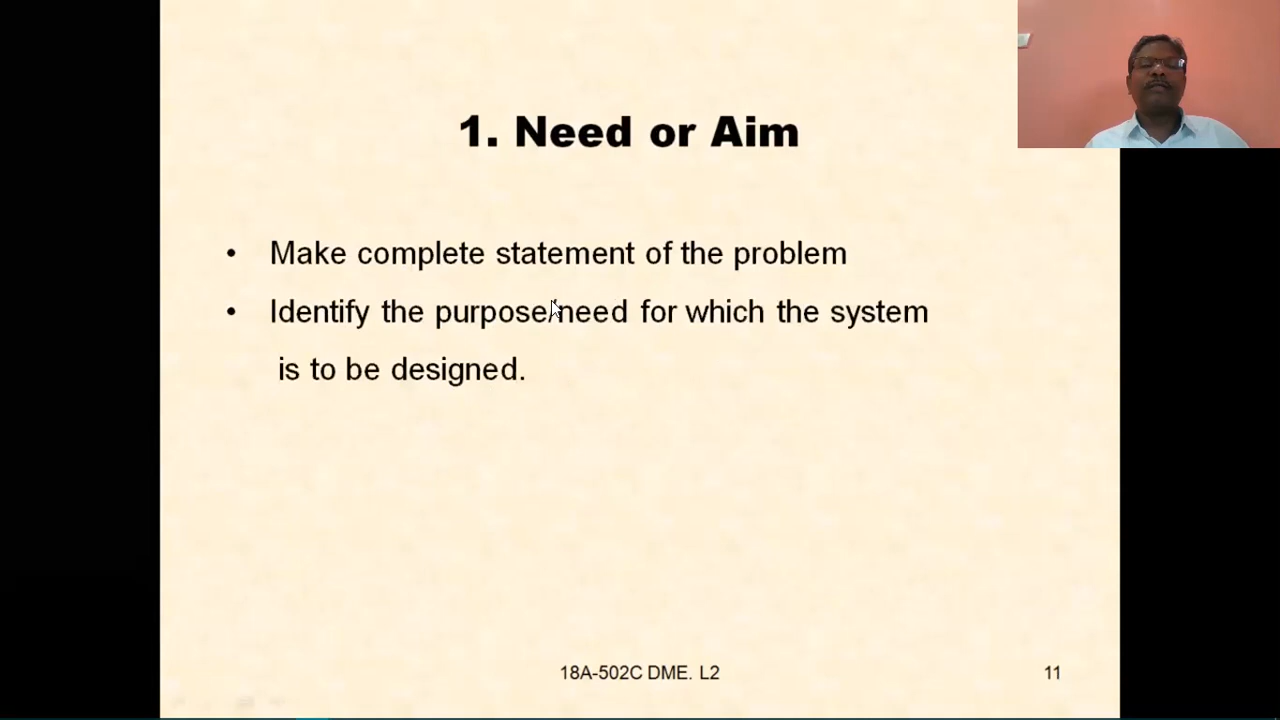 1. Need or Aim
• Make complete statement of the problem
• Identify the purpose/need for which the system
is to be designed.
18A-502C DME. L2
11